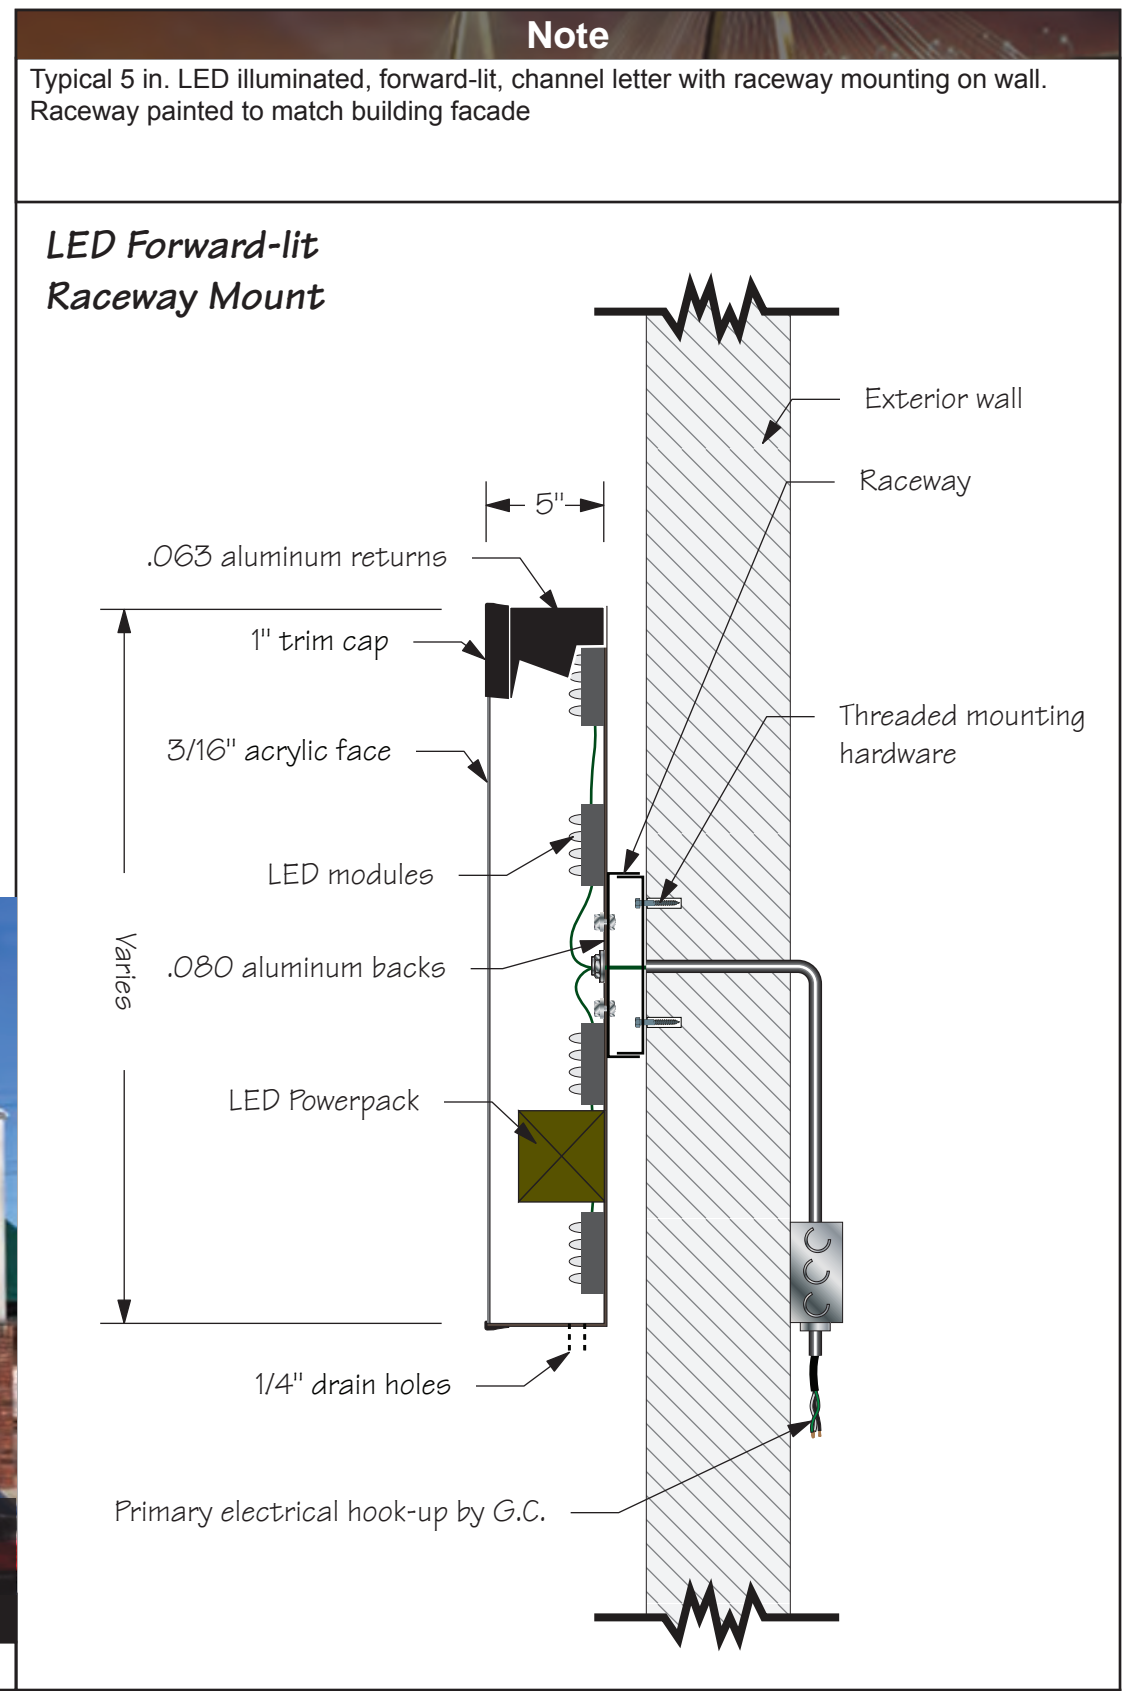 Note
Typical 5 in. LED illuminated, forward-lit, channel letter with raceway mounting on wall.
Raceway painted to match building facade
LED Forward-lit
Raceway Mount
Exterior wall
Raceway
5"
.063 aluminum returns
1" trim cap
Threaded mounting
hardware
3/16" acrylic face
LED modules
Varies
.080 aluminum backs
LED Powerpack
1/4" drain holes
Primary electrical hook-up by G.C.